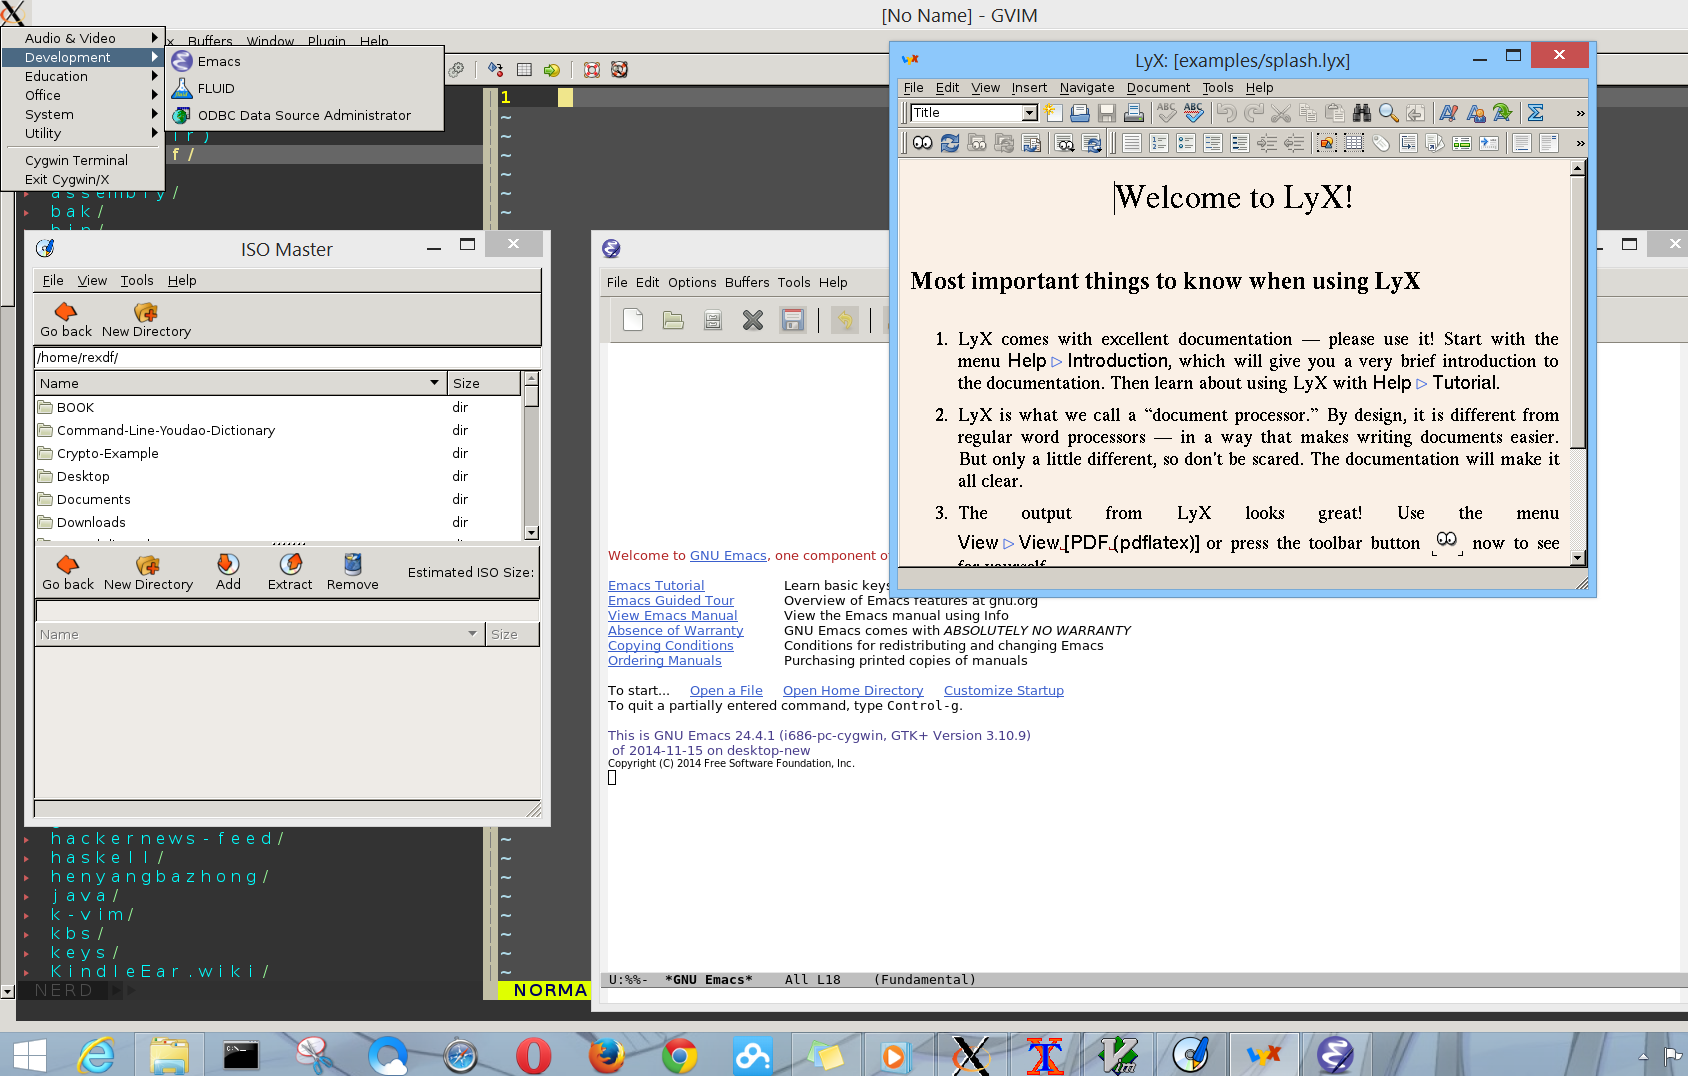 [No Name] - GVIM
Buffers Window Plugin Help
Audio & Video
Development
Education
Office
System
Utility
Cygwin Terminal
Exit Cygwin/X
Emacs
FLUID
ODBC Data Source Administrator
1
f/
assembly/
bak/
ISO Master
File View Tools Help
Go back New Directory
/home/rexdf/
Name Size
BOOK dir
Command-Line-Youdao-Dictionary dir
Crypto-Example dir
Desktop dir
Documents dir
Downloads dir
Go back New Directory Add Extract Remove Estimated ISO Size:
Name Size
hackernews-feed/
haskell/
henyangbazhong/
java/
k-vim/
kbs/
keys/
KindleEar.wiki/
NERD
NORMA
File Edit Options Buffers Tools Help
Welcome to GNU Emacs, one component of
Emacs Tutorial Learn basic keys
Emacs Guided Tour Overview of Emacs features at gnu.org
View Emacs Manual View the Emacs manual using Info
Absence of Warranty GNU Emacs comes with ABSOLUTELY NO WARRANTY
Copying Conditions Conditions for redistributing and changing Emacs
Ordering Manuals Purchasing printed copies of manuals
To start... Open a File Open Home Directory Customize Startup
To quit a partially entered command, type Control-g.
This is GNU Emacs 24.4.1 (i686-pc-cygwin, GTK+ Version 3.10.9)
of 2014-11-15 on desktop-new
Copyright (C) 2014 Free Software Foundation, Inc.
U:%%- *GNU Emacs* All L18 (Fundamental)
LyX: [examples/splash.lyx]
File Edit View Insert Navigate Document Tools Help
Title
Welcome to LyX!
Most important things to know when using LyX
1. LyX comes with excellent documentation — please use it! Start with the
menu Help ▷ Introduction, which will give you a very brief introduction to
the documentation. Then learn about using LyX with Help ▷ Tutorial.
2. LyX is what we call a “document processor.” By design, it is different from
regular word processors — in a way that makes writing documents easier.
But only a little different, so don't be scared. The documentation will make it
all clear.
3. The output from LyX looks great! Use the menu
View ▷ View [PDF (pdflatex)] or press the toolbar button now to see
for yourself